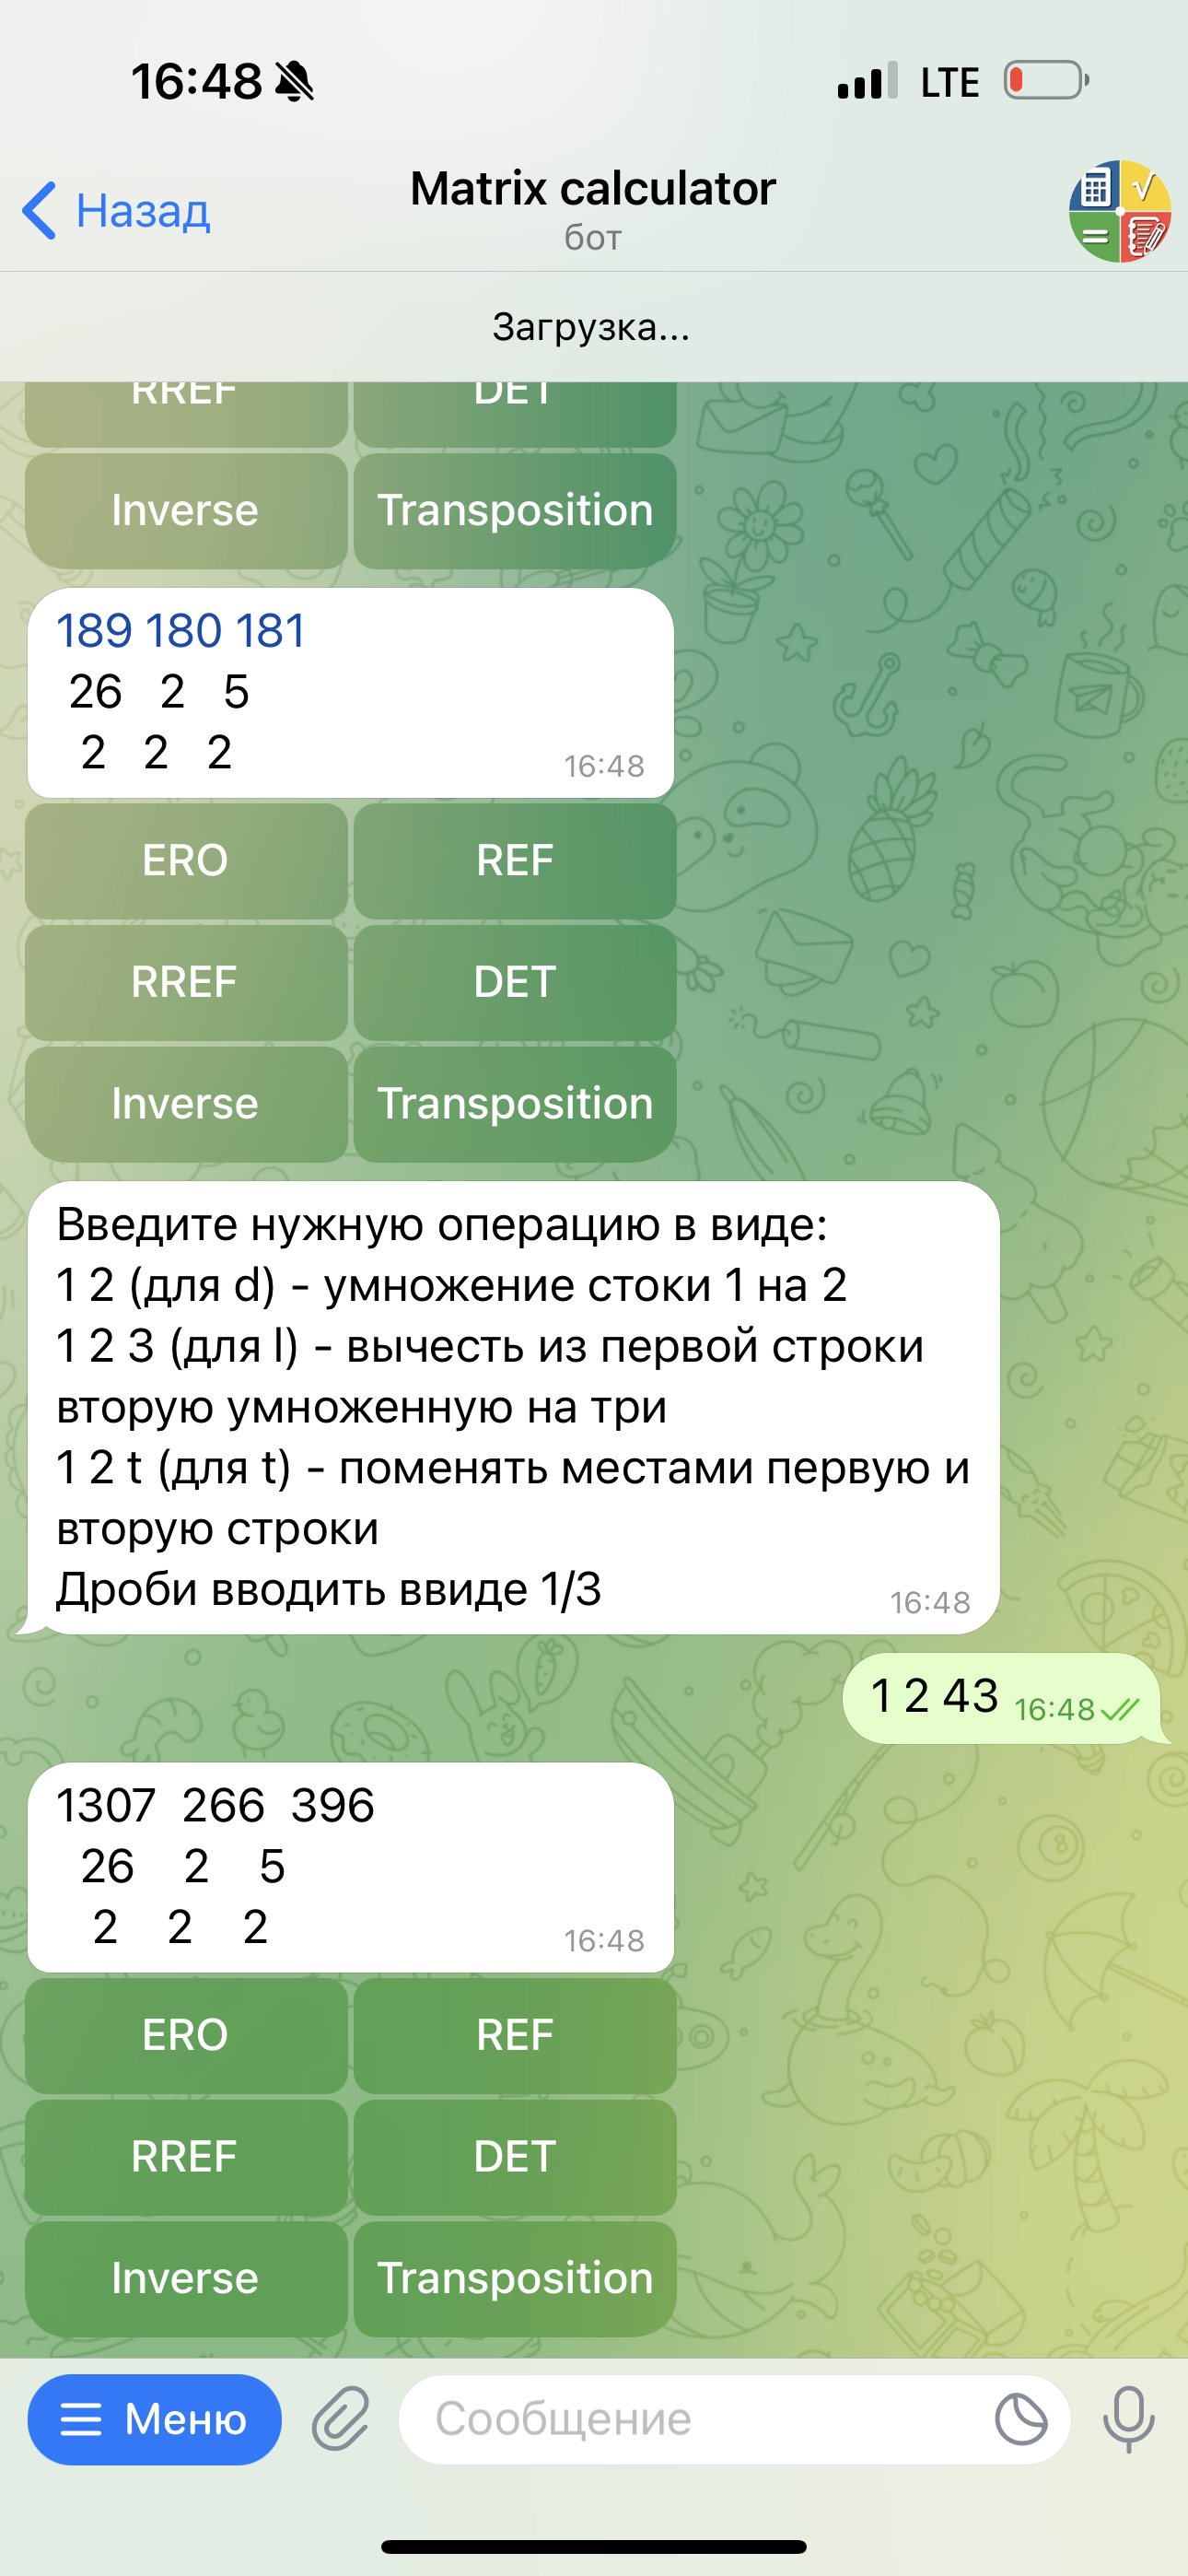 16:48
LTE
Назад
Matrix calculator
бот
Загрузка...
RREF DET
Inverse Transposition
189 180 181
26 2 5
2 2 2
16:48
ERO REF
RREF DET
Inverse Transposition
Введите нужную операцию в виде:
1 2 (для d) - умножение стоки 1 на 2
1 2 3 (для l) - вычесть из первой строки
вторую умноженную на три
1 2 t (для t) - поменять местами первую и
вторую строки
Дроби вводить ввиде 1/3
16:48
1 2 43 16:48
1307 266 396
26 2 5
2 2 2
16:48
ERO REF
RREF DET
Inverse Transposition
Меню
Сообщение